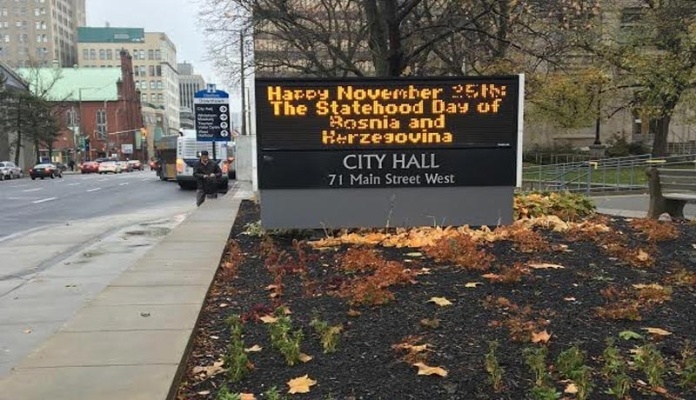 Happy November 25th:
The Statehood Day of
Bosnia and
Herzegovina
CITY HALL
71 Main Street West